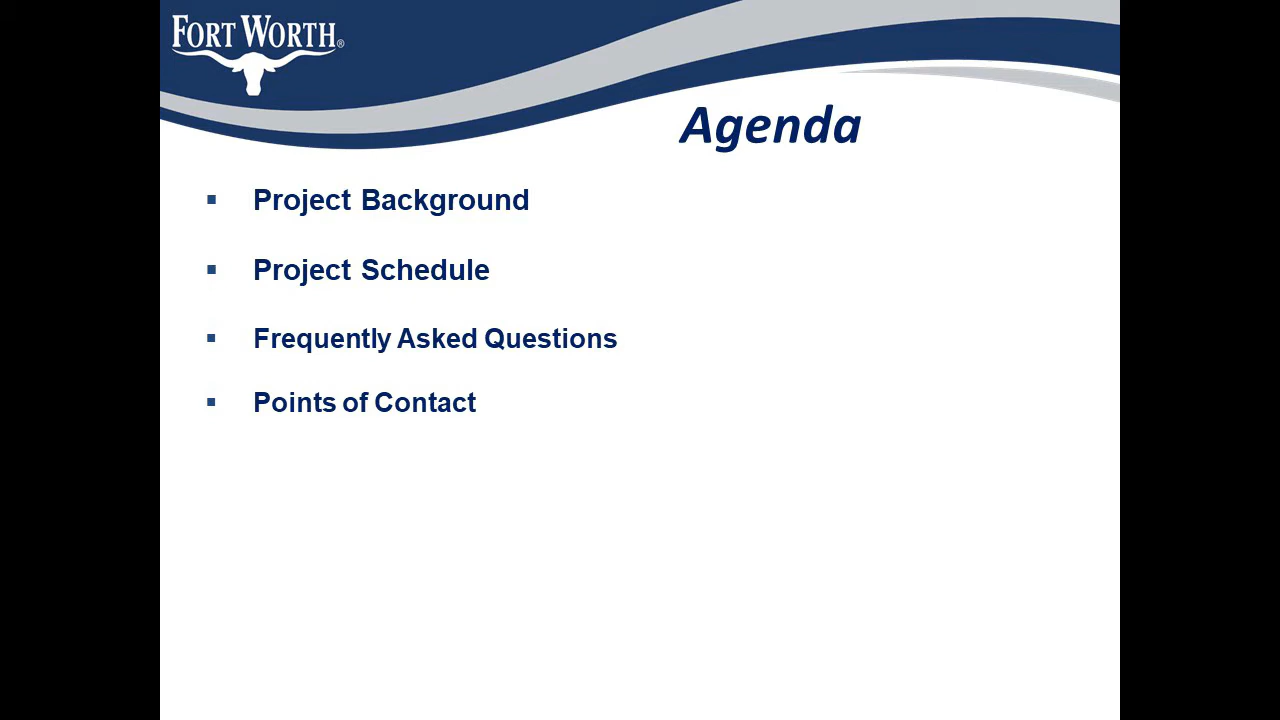 FORT WORTH®
Agenda
▪ Project Background
▪ Project Schedule
▪ Frequently Asked Questions
▪ Points of Contact